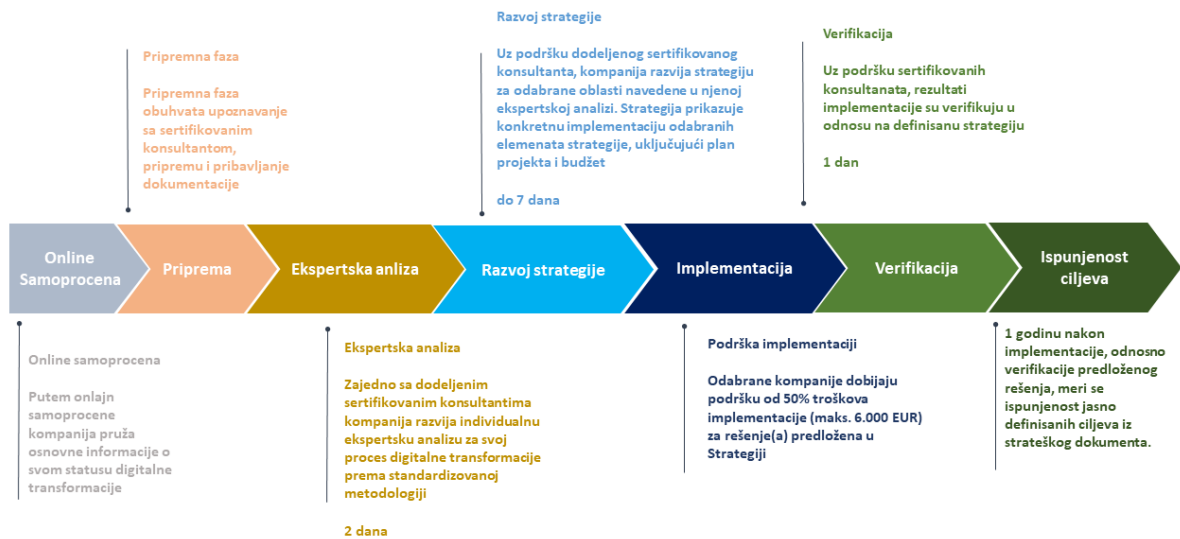 Razvoj strategije
Uz podršku dodeljenog sertifikovanog
konsultanta, kompanija razvija strategiju
za odabrane oblasti navedene u njenoj
ekspertskoj analizi. Strategija prikazuje
konkretnu implementaciju odabranih
elemenata strategije, uključujući plan
projekta i budžet
do 7 dana
Verifikacija
Uz podršku sertifikovanih
konsultanata, rezultati
implementacije su verifikuju u
odnosu na definisanu strategiju
1 dan
Pripremna faza
Pripremna faza
obuhvata upoznavanje
sa sertifikovanim
konsultantom,
pripremu i pribavljanje
dokumentacije
Online
Samoprocena
Priprema
Ekspertska anliza
Razvoj strategije
Implementacija
Verifikacija
Ispunjenost
ciljeva
Online samoprocena
Putem onlajn
samoprocene
kompanija pruža
osnovne informacije o
svom statusu digitalne
transformacije
Ekspertska analiza
Zajedno sa dodeljenim
sertifikovanim konsultantima
kompanija razvija individualnu
ekspertsku analizu za svoj
proces digitalne transformacije
prema standardizovanoj
metodologiji
2 dana
Podrška implementaciji
Odabrane kompanije dobijaju
podršku od 50% troškova
implementacije (maks. 6.000 EUR)
za rešenje(a) predložena u
Strategiji
1 godinu nakon
implementacije, odnosno
verifikacije predloženog
rešenja, meri se
ispunjenost jasno
definisanih ciljeva iz
strateškog dokumenta.